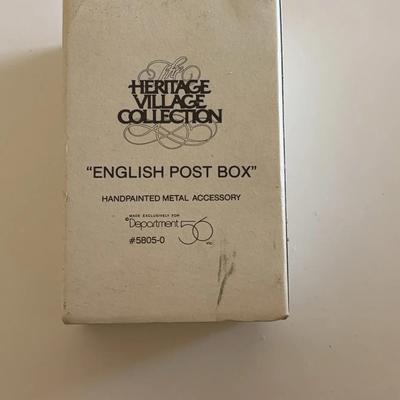 The
HERITAGE
VILLAGE
COLLECTION
"ENGLISH POST BOX"
HANDPAINTED METAL ACCESSORY
MADE EXCLUSIVELY FOR
©Department 56 INC.
#5805-0